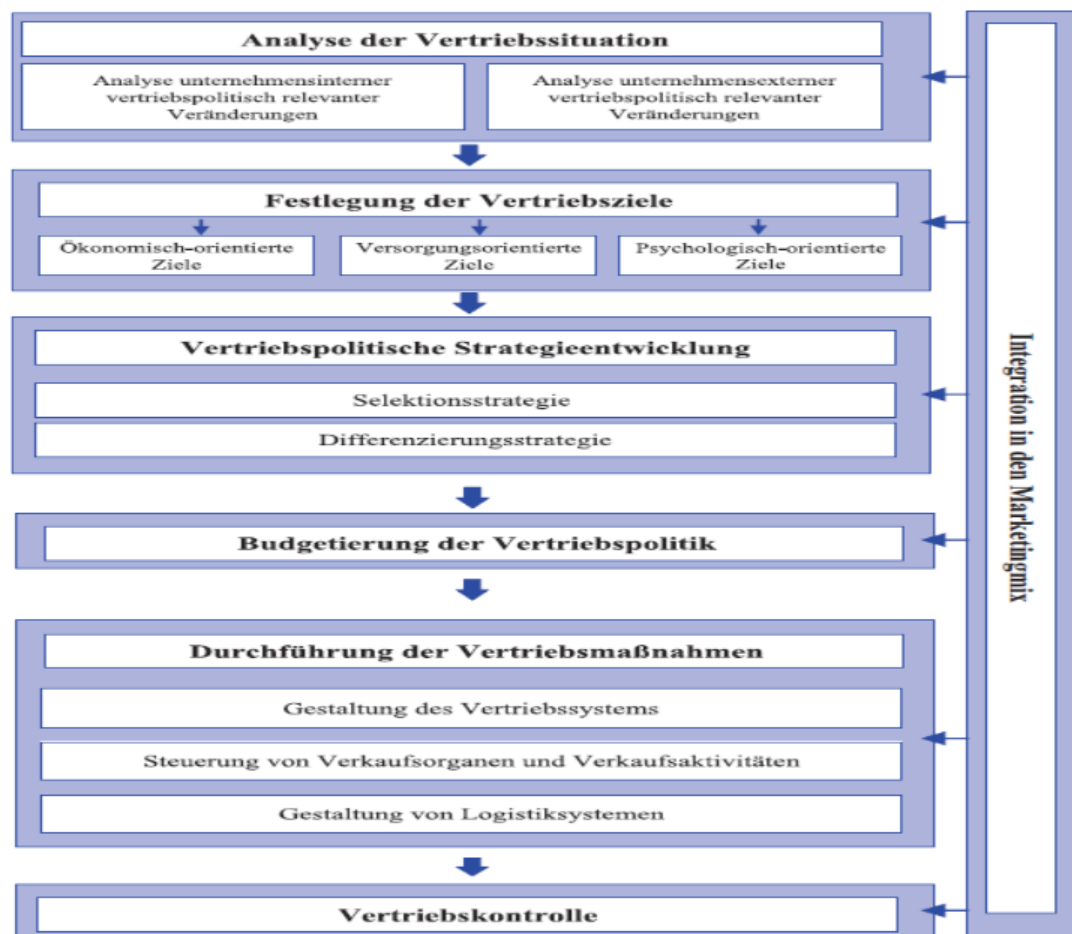 Analyse der Vertriebssituation
Analyse unternehmensinterner
vertriebspolitisch relevanter
Veränderungen
Analyse unternehmensexterner
vertriebspolitisch relevanter
Veränderungen
Festlegung der Vertriebsziele
Ökonomisch-orientierte
Ziele
Versorgungsorientierte
Ziele
Psychologisch-orientierte
Ziele
Vertriebspolitische Strategieentwicklung
Selektionsstrategie
Differenzierungsstrategie
Budgetierung der Vertriebspolitik
Durchführung der Vertriebsmaßnahmen
Gestaltung des Vertriebssystems
Steuerung von Verkaufsorganen und Verkaufsaktivitäten
Gestaltung von Logistiksystemen
Vertriebskontrolle
Integration in den Marketingmix